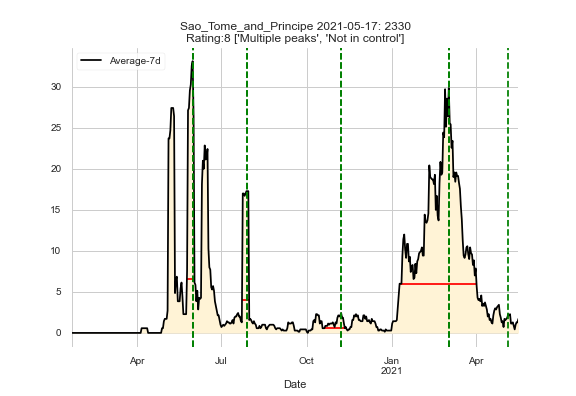 Sao_Tome_and_Principe 2021-05-17: 2330
Rating:8 ['Multiple peaks', 'Not in control']
Average-7d
30
25
20
15
10
5
0
Apr
Jul
Oct
Jan
2021
Apr
Date